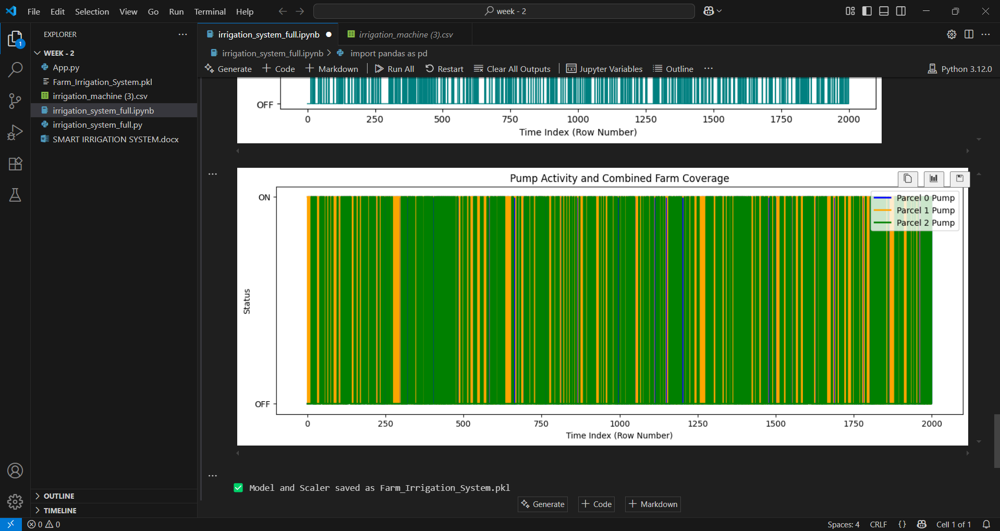 File Edit Selection View Go Run Terminal Help
week - 2
EXPLORER
WEEK - 2
App.py
Farm_Irrigation_System.pkl
irrigation_machine (3).csv
irrigation_system_full.ipynb
irrigation_system_full.py
SMART IRRIGATION SYSTEM.docx
OUTLINE
TIMELINE
1
irrigation_system_full.ipynb irrigation_machine (3).csv
irrigation_system_full.ipynb import pandas as pd
Generate Code Markdown Run All Restart Clear All Outputs Jupyter Variables Outline Python 3.12.0
OFF
0 250 500 750 1000 1250 1500 1750 2000
Time Index (Row Number)
Pump Activity and Combined Farm Coverage
ON
Parcel 0 Pump
Parcel 1 Pump
Parcel 2 Pump
Status
OFF
0 250 500 750 1000 1250 1500 1750 2000
Time Index (Row Number)
Model and Scaler saved as Farm_Irrigation_System.pkl
Generate Code Markdown
0 0 Spaces: 4 CRLF {} Cell 1 of 1